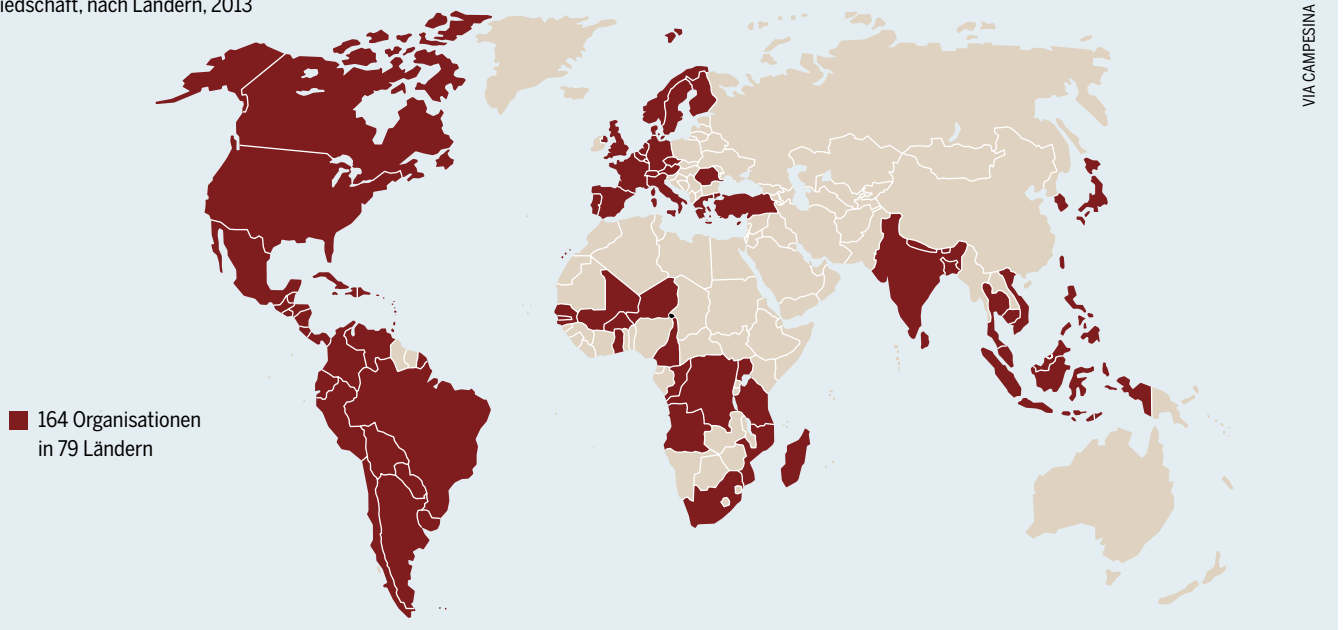 iedschaft, nach Ländern, 2013
VIA CAMPESINA
164 Organisationen
in 79 Ländern